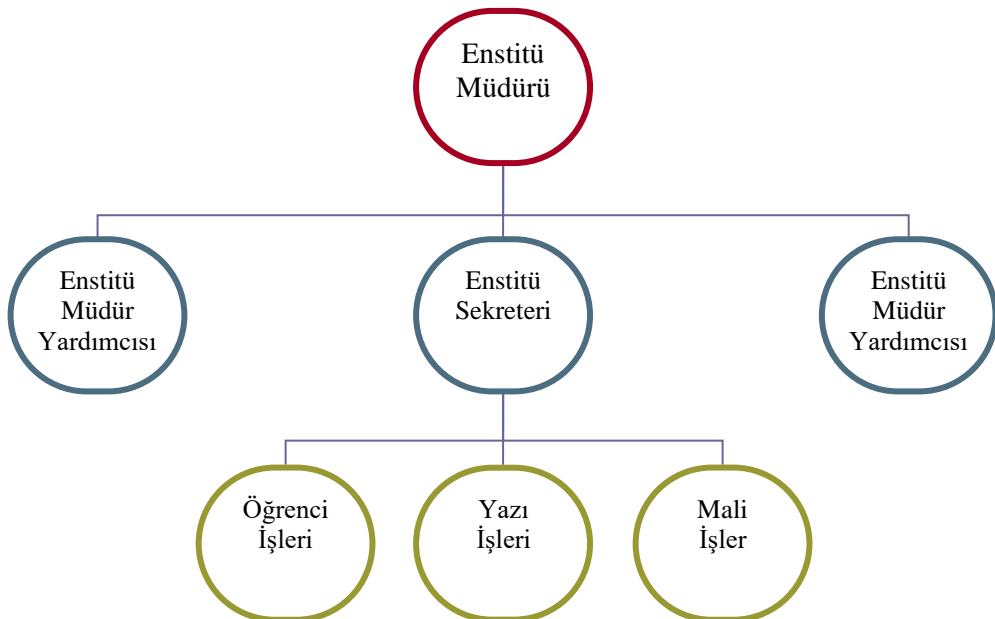 Enstitü
Müdürü
Enstitü
Müdür
Yardımcısı
Enstitü
Sekreteri
Enstitü
Müdür
Yardımcısı
Öğrenci
İşleri
Yazı
İşleri
Mali
İşler